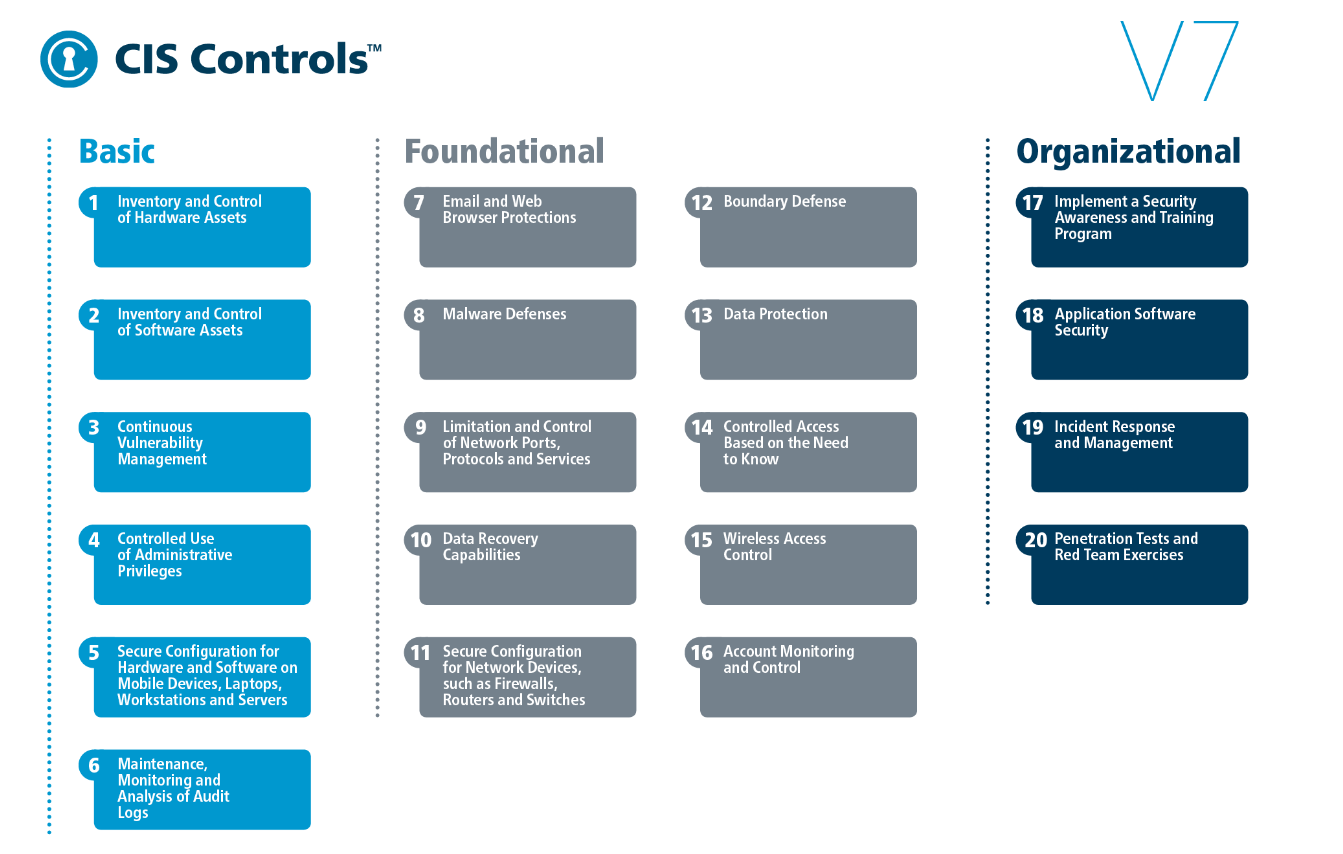 CIS Controls™
V7
Basic
1
Inventory and Control
of Hardware Assets
2
Inventory and Control
of Software Assets
3
Continuous
Vulnerability
Management
4
Controlled Use
of Administrative
Privileges
5
Secure Configuration for
Hardware and Software on
Mobile Devices, Laptops,
Workstations and Servers
6
Maintenance,
Monitoring and
Analysis of Audit
Logs
Foundational
7
Email and Web
Browser Protections
8
Malware Defenses
9
Limitation and Control
of Network Ports,
Protocols and Services
10
Data Recovery
Capabilities
11
Secure Configuration
for Network Devices,
such as Firewalls,
Routers and Switches
12
Boundary Defense
13
Data Protection
14
Controlled Access
Based on the Need
to Know
15
Wireless Access
Control
16
Account Monitoring
and Control
Organizational
17
Implement a Security
Awareness and Training
Program
18
Application Software
Security
19
Incident Response
and Management
20
Penetration Tests and
Red Team Exercises